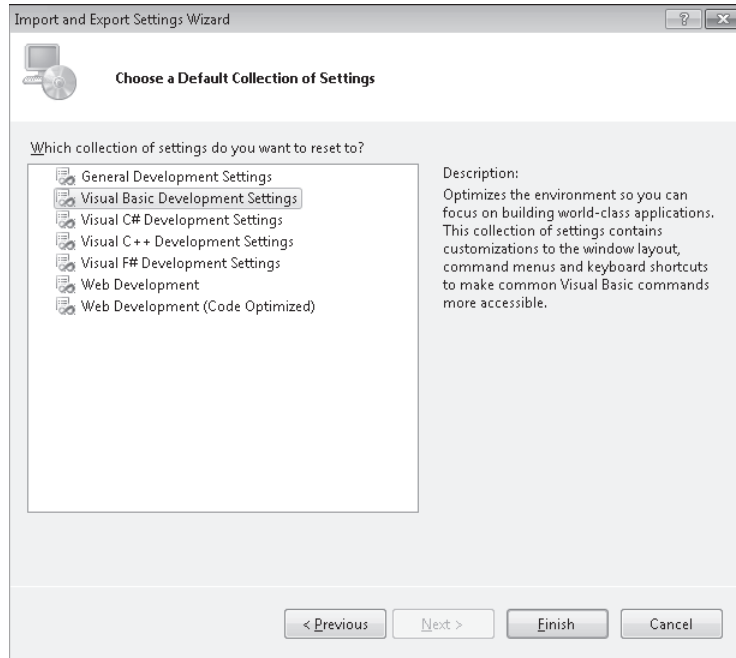 Import and Export Settings Wizard
Choose a Default Collection of Settings
Which collection of settings do you want to reset to?
General Development Settings
Visual Basic Development Settings
Visual C# Development Settings
Visual C++ Development Settings
Visual F# Development Settings
Web Development
Web Development (Code Optimized)
Description:
Optimizes the environment so you can
focus on building world-class applications.
This collection of settings contains
customizations to the window layout,
command menus and keyboard shortcuts
to make common Visual Basic commands
more accessible.
< Previous
Next >
Finish
Cancel